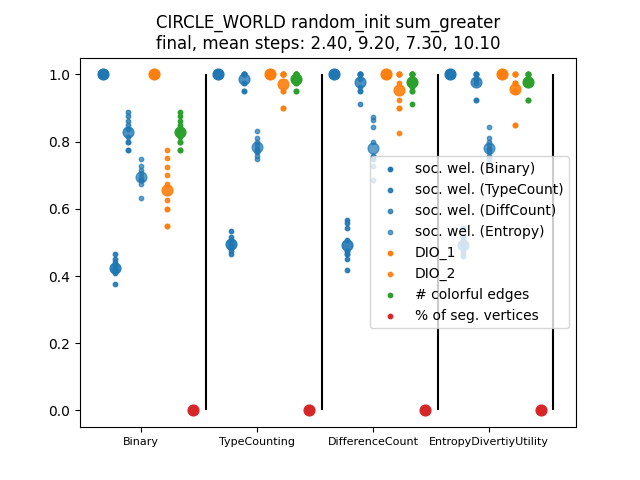 CIRCLE_WORLD random_init sum_greater
final, mean steps: 2.40, 9.20, 7.30, 10.10
1.0
0.8
0.6
0.4
0.2
0.0
soc. wel. (Binary)
soc. wel. (TypeCount)
soc. wel. (DiffCount)
soc. wel. (Entropy)
DIO_1
DIO_2
# colorful edges
% of seg. vertices
Binary
TypeCounting
DifferenceCount
EntropyDivertiyUtility